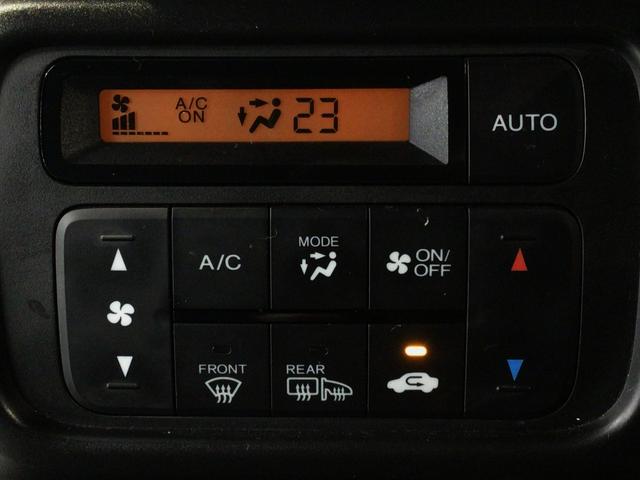 A/C
ON
23
AUTO
A/C
MODE
ON/
OFF
FRONT
REAR